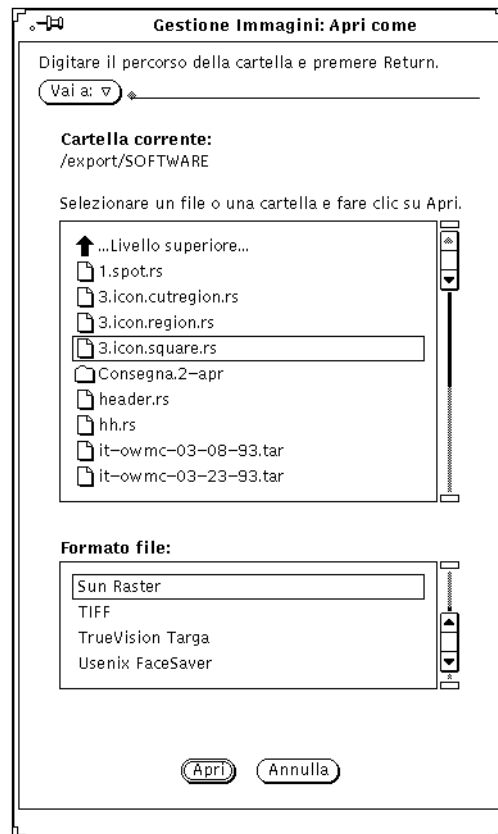 Gestione Immagini: Apri come
Digitare il percorso della cartella e premere Return.
Vai a:
Cartella corrente:
/export/SOFTWARE
Selezionare un file o una cartella e fare clic su Apri.
...Livello superiore...
1.spot.rs
3.icon.cutregion.rs
3.icon.region.rs
3.icon.square.rs
Consegna.2-apr
header.rs
hh.rs
it-owmc-03-08-93.tar
it-owmc-03-23-93.tar
Formato file:
Sun Raster
TIFF
TrueVision Targa
Usenix FaceSaver
Apri
Annulla